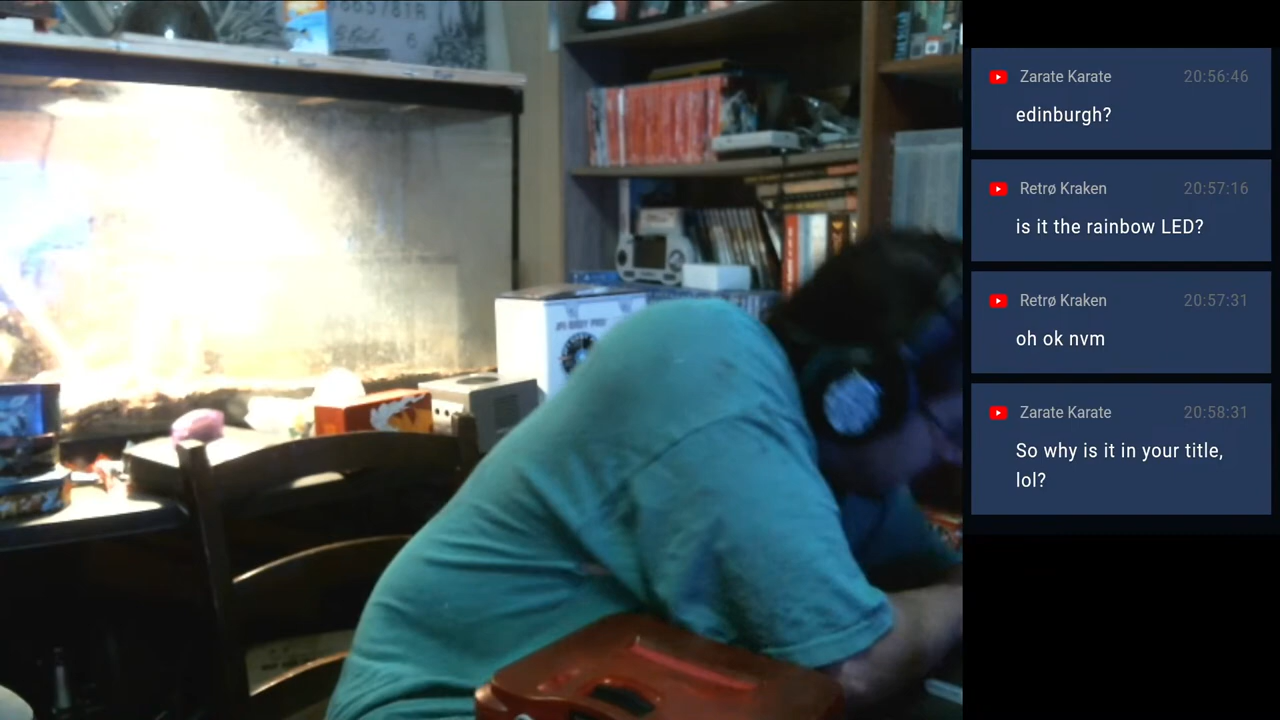 Zarate Karate 20:56:46
edinburgh?
Retrø Kraken 20:57:16
is it the rainbow LED?
Retrø Kraken 20:57:31
oh ok nvm
Zarate Karate 20:58:31
So why is it in your title,
lol?